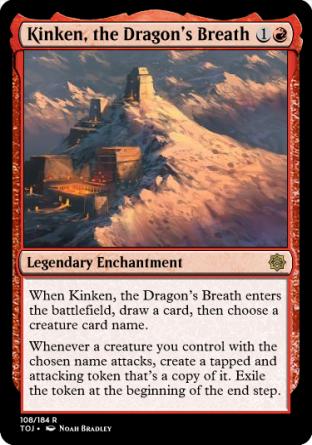 Kinken, the Dragon's Breath 1
Legendary Enchantment
When Kinken, the Dragon's Breath enters
the battlefield, draw a card, then choose a
creature card name.
Whenever a creature you control with the
chosen name attacks, create a tapped and
attacking token that's a copy of it. Exile
the token at the beginning of the end step.
108/184 R
TOJ • Noah Bradley